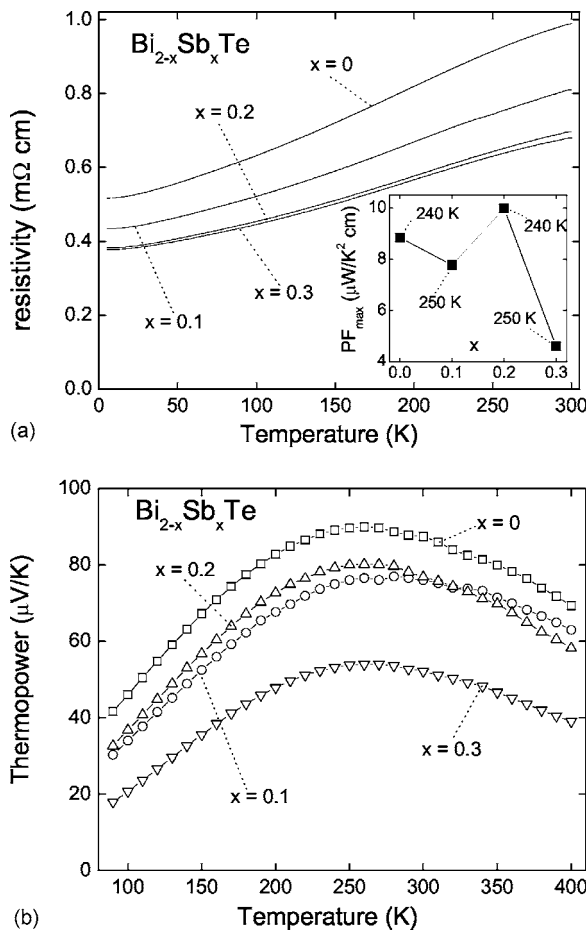 Bi2-xSbxTe
x = 0
x = 0.2
x = 0.1
x = 0.3
resistivity (mΩ cm)
1.0
0.8
0.6
0.4
0.2
0.0
0 50 100 150 200 250 300
Temperature (K)
PFmax (μW/K2 cm)
10
8
6
4
240 K
240 K
250 K
250 K
x
0.0 0.1 0.2 0.3
(a)
Bi2-xSbxTe
x = 0
x = 0.2
x = 0.3
x = 0.1
Thermopower (μV/K)
100
80
60
40
20
0
100 150 200 250 300 350 400
Temperature (K)
(b)